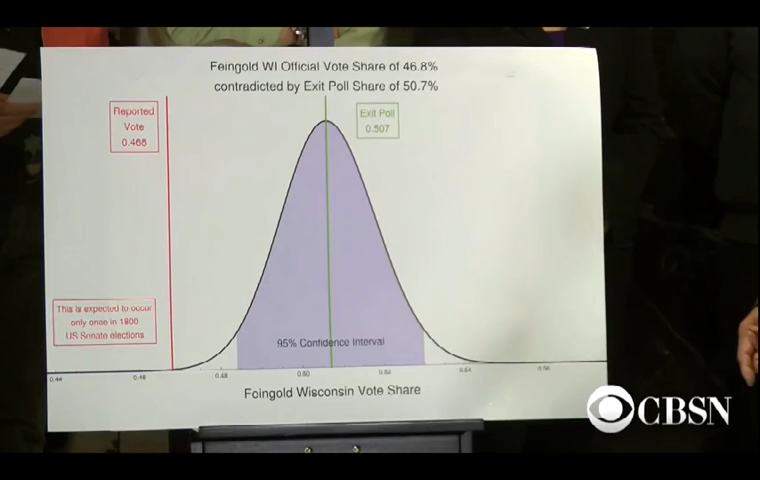 Feingold WI Official Vote Share of 46.8%
contradicted by Exit Poll Share of 50.7%
Reported
Vote
0.468
Exit Poll
0.507
This is expected to occur
only once in 1800
US Senate elections
95% Confidence Interval
0.44 0.46 0.48 0.50 0.52 0.54 0.56
Feingold Wisconsin Vote Share
CBSN